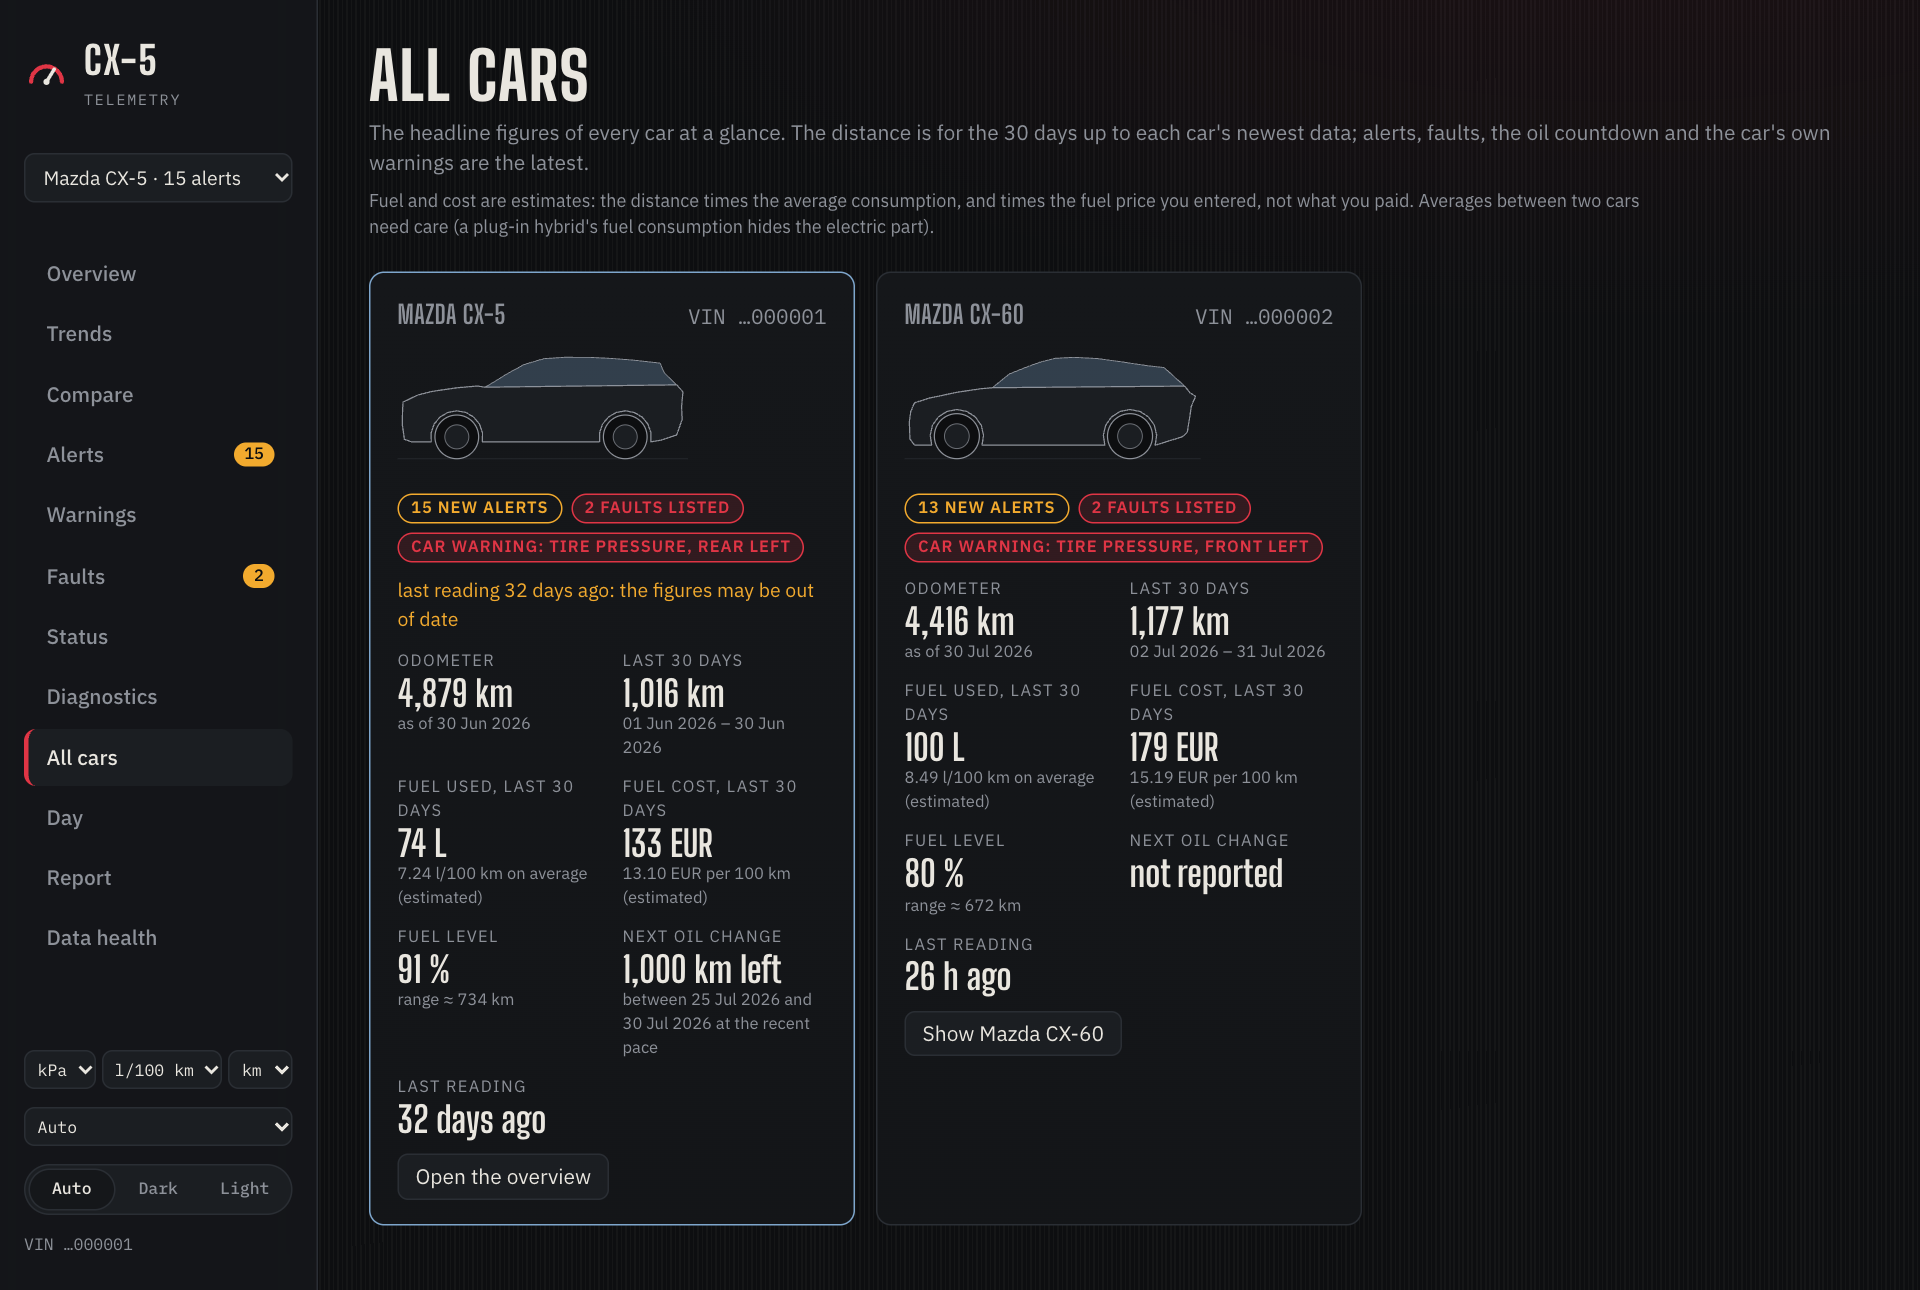 CX-5
TELEMETRY
Mazda CX-5 · 15 alerts
Overview
Trends
Compare
Alerts 15
Warnings
Faults 2
Status
Diagnostics
All cars
Day
Report
Data health
kPa l/100 km km
Auto
Auto Dark Light
VIN …000001
ALL CARS
The headline figures of every car at a glance. The distance is for the 30 days up to each car's newest data; alerts, faults, the oil countdown and the car's own
warnings are the latest.
Fuel and cost are estimates: the distance times the average consumption, and times the fuel price you entered, not what you paid. Averages between two cars
need care (a plug-in hybrid's fuel consumption hides the electric part).
MAZDA CX-5 VIN …000001
15 NEW ALERTS 2 FAULTS LISTED
CAR WARNING: TIRE PRESSURE, REAR LEFT
last reading 32 days ago: the figures may be out
of date
ODOMETER
4,879 km
as of 30 Jun 2026
LAST 30 DAYS
1,016 km
01 Jun 2026 – 30 Jun
2026
FUEL USED, LAST 30
DAYS
74 L
7.24 l/100 km on average
(estimated)
FUEL COST, LAST 30
DAYS
133 EUR
13.10 EUR per 100 km
(estimated)
FUEL LEVEL
91 %
range ≈ 734 km
NEXT OIL CHANGE
1,000 km left
between 25 Jul 2026 and
30 Jul 2026 at the recent
pace
LAST READING
32 days ago
Open the overview
MAZDA CX-60 VIN …000002
13 NEW ALERTS 2 FAULTS LISTED
CAR WARNING: TIRE PRESSURE, FRONT LEFT
ODOMETER
4,416 km
as of 30 Jul 2026
LAST 30 DAYS
1,177 km
02 Jul 2026 – 31 Jul 2026
FUEL USED, LAST 30
DAYS
100 L
8.49 l/100 km on average
(estimated)
FUEL COST, LAST 30
DAYS
179 EUR
15.19 EUR per 100 km
(estimated)
FUEL LEVEL
80 %
range ≈ 672 km
NEXT OIL CHANGE
not reported
LAST READING
26 h ago
Show Mazda CX-60